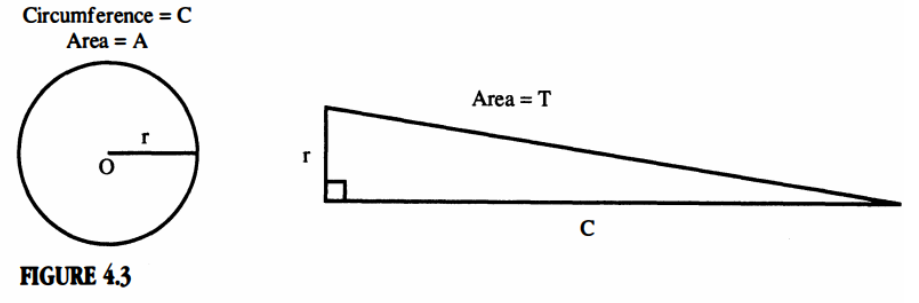 Circumference = C
Area = A
r
O
Area = T
r
C
FIGURE 4.3